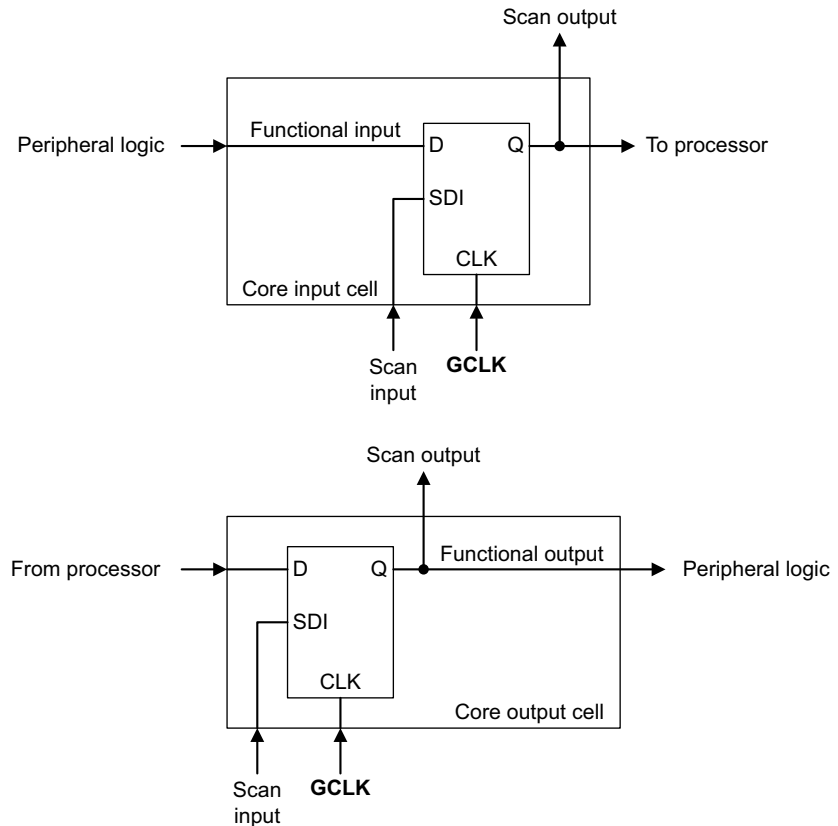 Scan output
Peripheral logic
Functional input
D
Q
To processor
SDI
CLK
Core input cell
Scan
input
GCLK
Scan output
From processor
D
Q
Functional output
Peripheral logic
SDI
CLK
Core output cell
Scan
input
GCLK